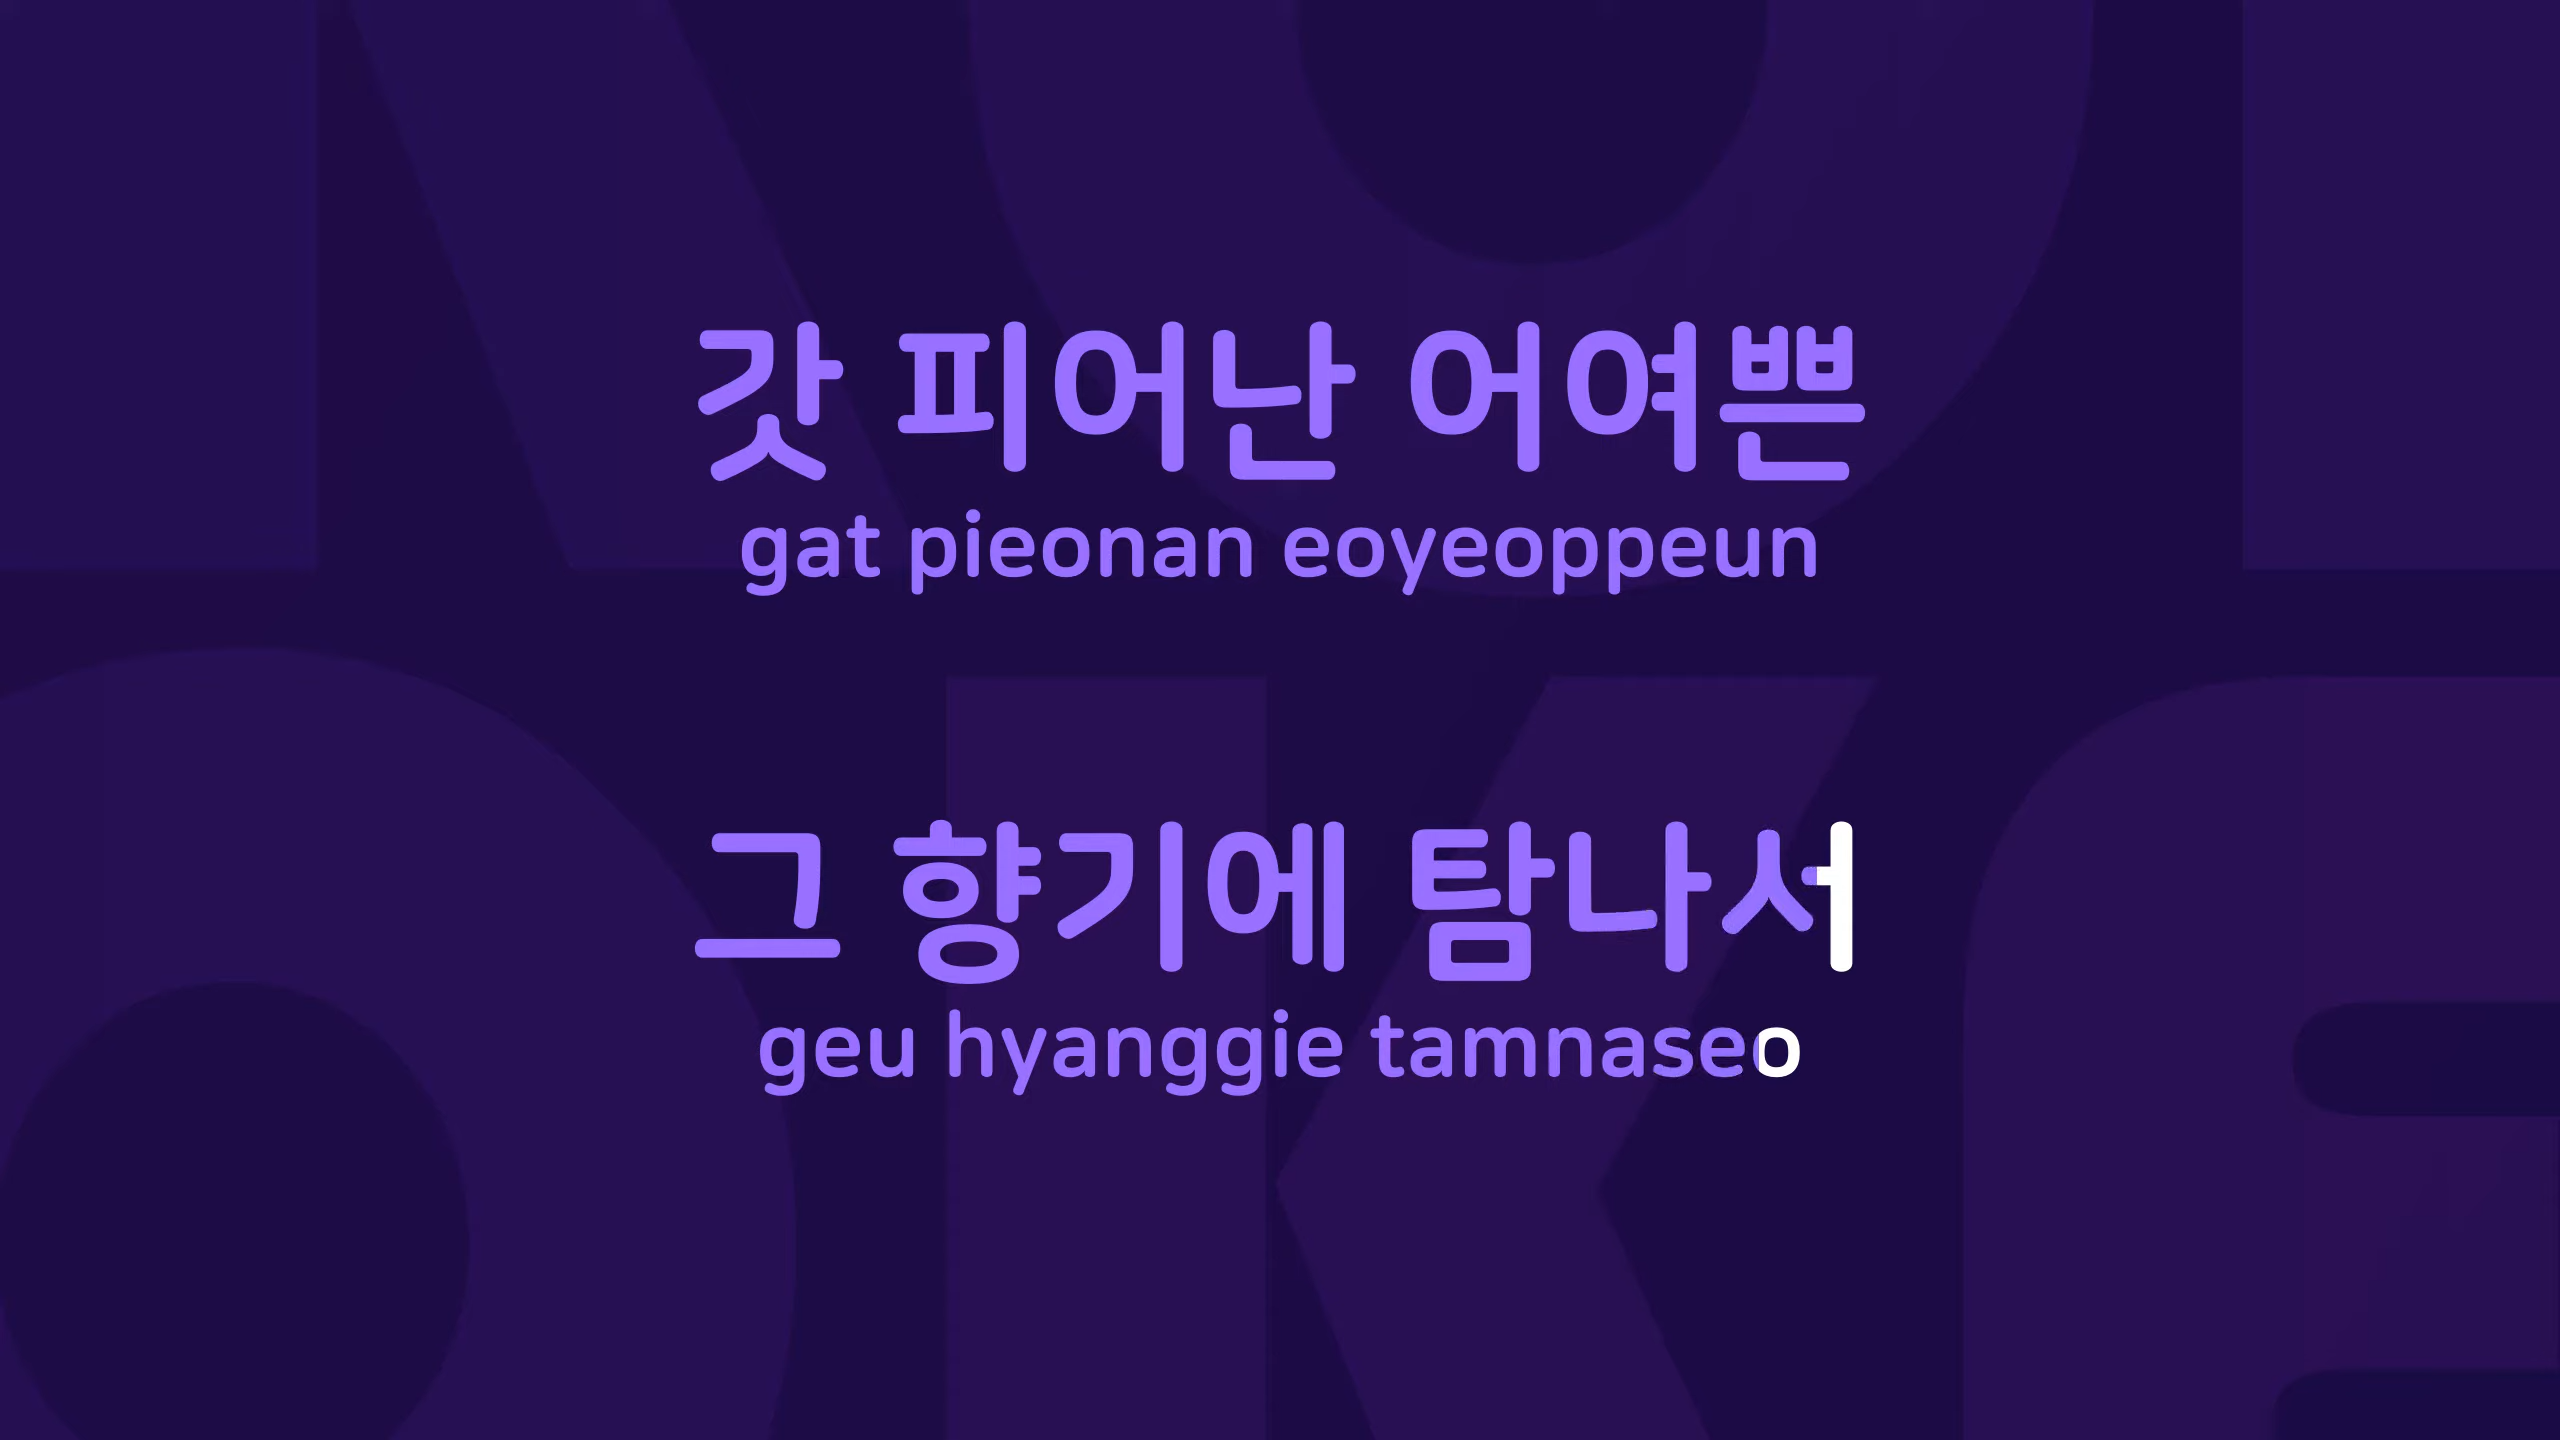 갓 피어난 어여쁜
gat pieonan eoyeoppeun
그 향기에 탐나서
geu hyanggie tamnaseo